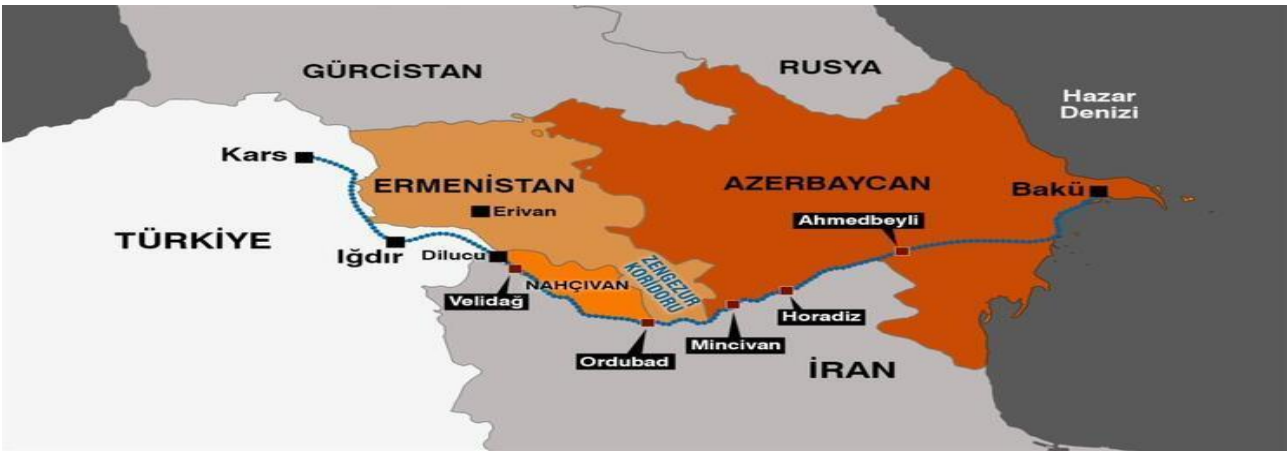 GÜRCİSTAN
RUSYA
Hazar
Denizi
Kars
ERMENİSTAN
AZERBAYCAN
Bakü
Erivan
Ahmedbeyli
TÜRKİYE
Iğdır
Dilucu
ZENGEZUR
KORİDORU
NAHÇIVAN
Velidağ
Horadiz
Mincivan
Ordubad
İRAN